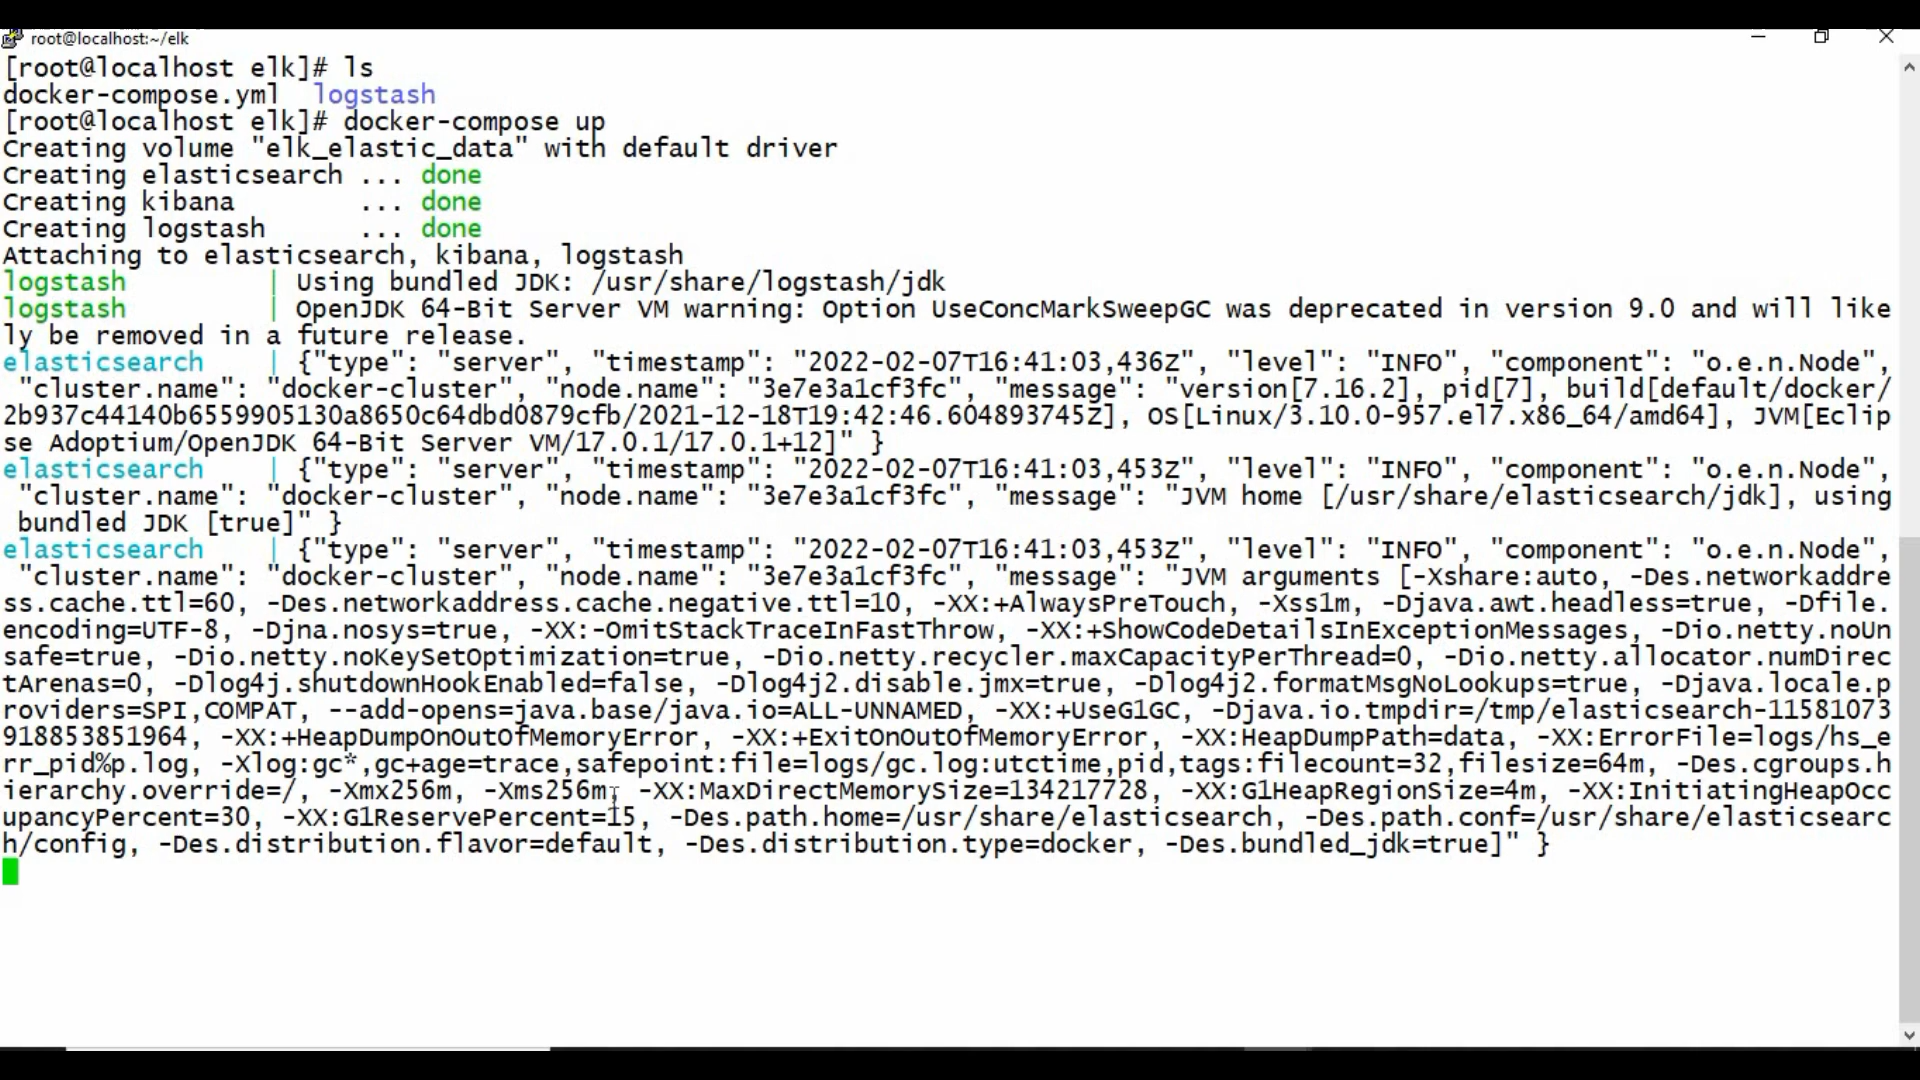 root@localhost:~/elk
[root@localhost elk]# ls
docker-compose.yml  logstash
[root@localhost elk]# docker-compose up
Creating volume "elk_elastic_data" with default driver
Creating elasticsearch ... done
Creating kibana        ... done
Creating logstash      ... done
Attaching to elasticsearch, kibana, logstash
logstash         | Using bundled JDK: /usr/share/logstash/jdk
logstash         | OpenJDK 64-Bit Server VM warning: Option UseConcMarkSweepGC was deprecated in version 9.0 and will like
ly be removed in a future release.
elasticsearch    | {"type": "server", "timestamp": "2022-02-07T16:41:03,436Z", "level": "INFO", "component": "o.e.n.Node",
 "cluster.name": "docker-cluster", "node.name": "3e7e3a1cf3fc", "message": "version[7.16.2], pid[7], build[default/docker/
2b937c44140b6559905130a8650c64dbd0879cfb/2021-12-18T19:42:46.604893745Z], OS[Linux/3.10.0-957.el7.x86_64/amd64], JVM[Eclip
se Adoptium/OpenJDK 64-Bit Server VM/17.0.1/17.0.1+12]" }
elasticsearch    | {"type": "server", "timestamp": "2022-02-07T16:41:03,453Z", "level": "INFO", "component": "o.e.n.Node",
 "cluster.name": "docker-cluster", "node.name": "3e7e3a1cf3fc", "message": "JVM home [/usr/share/elasticsearch/jdk], using
 bundled JDK [true]" }
elasticsearch    | {"type": "server", "timestamp": "2022-02-07T16:41:03,453Z", "level": "INFO", "component": "o.e.n.Node",
 "cluster.name": "docker-cluster", "node.name": "3e7e3a1cf3fc", "message": "JVM arguments [-Xshare:auto, -Des.networkaddre
ss.cache.ttl=60, -Des.networkaddress.cache.negative.ttl=10, -XX:+AlwaysPreTouch, -Xss1m, -Djava.awt.headless=true, -Dfile.
encoding=UTF-8, -Djna.nosys=true, -XX:-OmitStackTraceInFastThrow, -XX:+ShowCodeDetailsInExceptionMessages, -Dio.netty.noUn
safe=true, -Dio.netty.noKeySetOptimization=true, -Dio.netty.recycler.maxCapacityPerThread=0, -Dio.netty.allocator.numDirec
tArenas=0, -Dlog4j.shutdownHookEnabled=false, -Dlog4j2.disable.jmx=true, -Dlog4j2.formatMsgNoLookups=true, -Djava.locale.p
roviders=SPI,COMPAT, --add-opens=java.base/java.io=ALL-UNNAMED, -XX:+UseG1GC, -Djava.io.tmpdir=/tmp/elasticsearch-11581073
918853851964, -XX:+HeapDumpOnOutOfMemoryError, -XX:+ExitOnOutOfMemoryError, -XX:HeapDumpPath=data, -XX:ErrorFile=logs/hs_e
rr_pid%p.log, -Xlog:gc*,gc+age=trace,safepoint:file=logs/gc.log:utctime,pid,tags:filecount=32,filesize=64m, -Des.cgroups.h
ierarchy.override=/, -Xmx256m, -Xms256m, -XX:MaxDirectMemorySize=134217728, -XX:G1HeapRegionSize=4m, -XX:InitiatingHeapOcc
upancyPercent=30, -XX:G1ReservePercent=15, -Des.path.home=/usr/share/elasticsearch, -Des.path.conf=/usr/share/elasticsearc
h/config, -Des.distribution.flavor=default, -Des.distribution.type=docker, -Des.bundled_jdk=true]" }